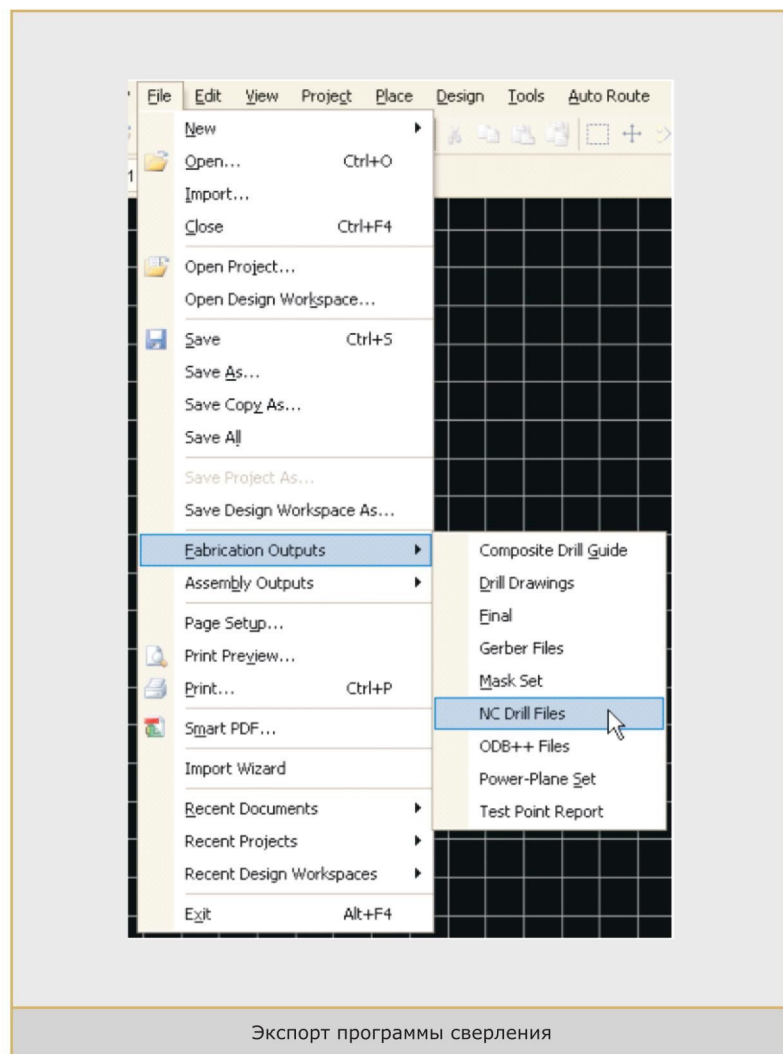 File Edit View Project Place Design Tools Auto Route
New
Open... Ctrl+O
1
Import...
Close Ctrl+F4
Open Project...
Open Design Workspace...
Save Ctrl+S
Save As...
Save Copy As...
Save All
Save Project As...
Save Design Workspace As...
Fabrication Outputs
Assembly Outputs
Page Setup...
Print Preview...
Print... Ctrl+P
Smart PDF...
Import Wizard
Recent Documents
Recent Projects
Recent Design Workspaces
Exit Alt+F4
Composite Drill Guide
Drill Drawings
Final
Gerber Files
Mask Set
NC Drill Files
ODB++ Files
Power-Plane Set
Test Point Report
Экспорт программы сверления